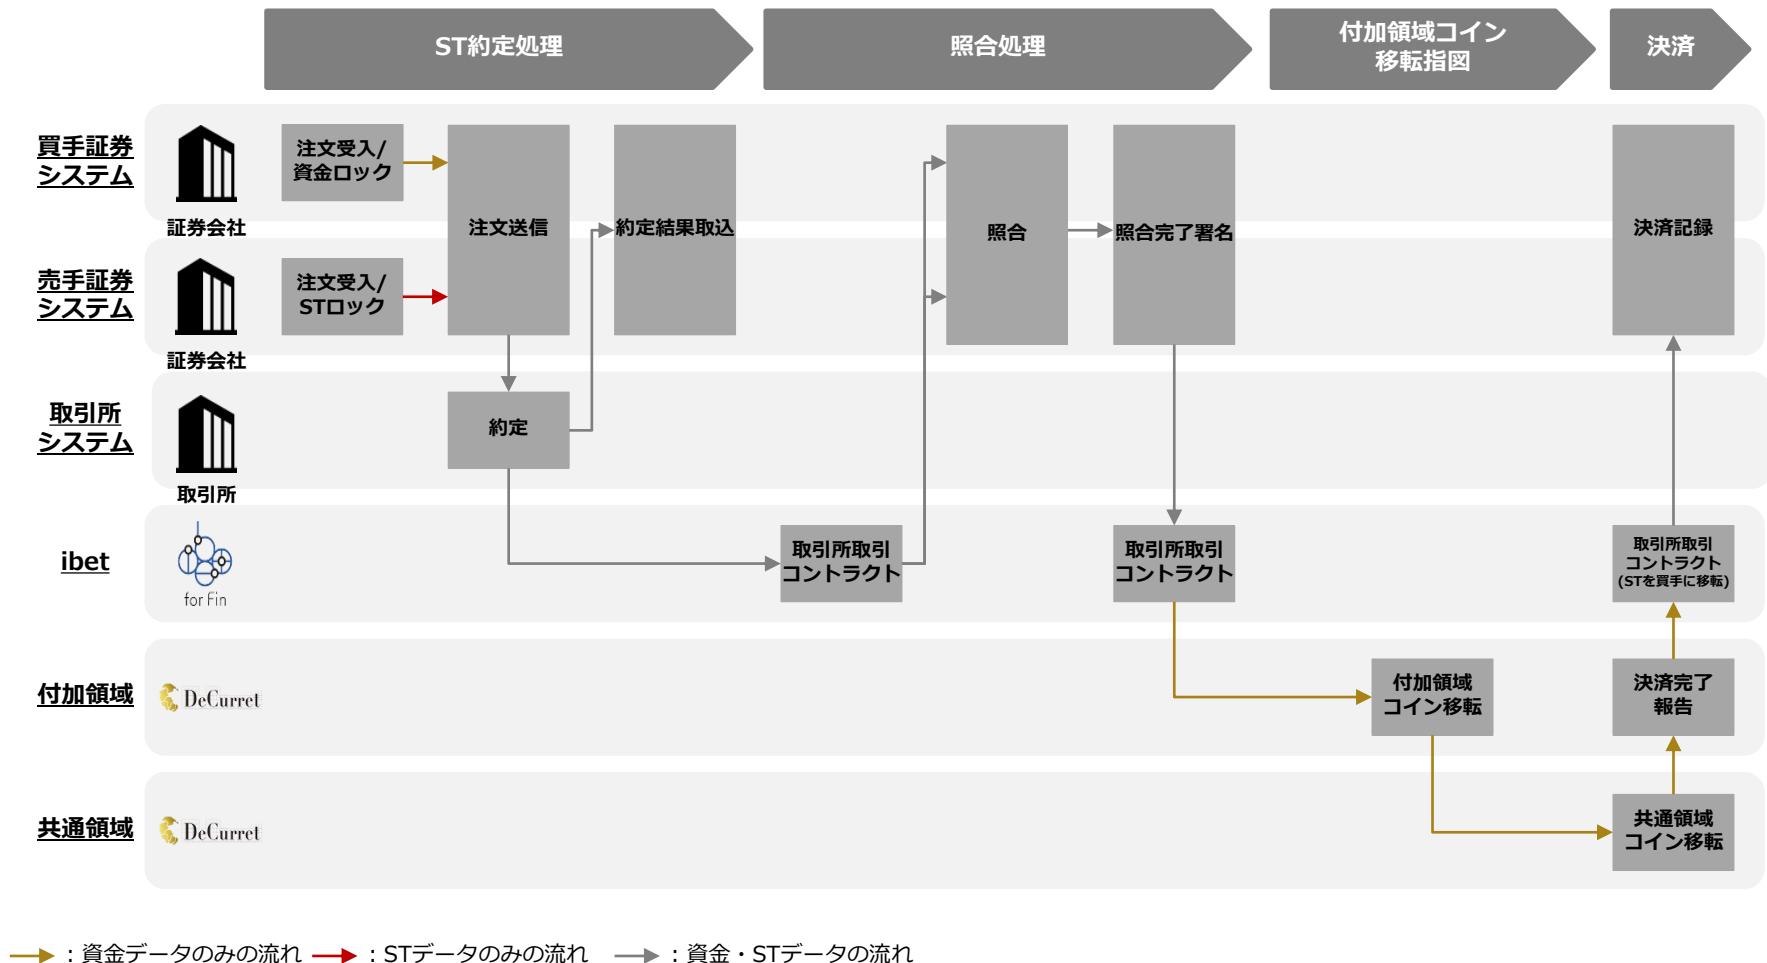 ST約定処理
照合処理
付加領域コイン
移転指図
決済
買手証券
システム
証券会社
注文受入/
資金ロック
注文送信
約定結果取込
照合
照合完了署名
決済記録
売手証券
システム
証券会社
注文受入/
STロック
取引所
システム
取引所
約定
ibet
for Fin
取引所取引
コントラクト
取引所取引
コントラクト
取引所取引
コントラクト
(STを買手に移転)
付加領域
DeCurret
付加領域
コイン移転
決済完了
報告
共通領域
DeCurret
共通領域
コイン移転
：資金データのみの流れ
：STデータのみの流れ
：資金・STデータの流れ